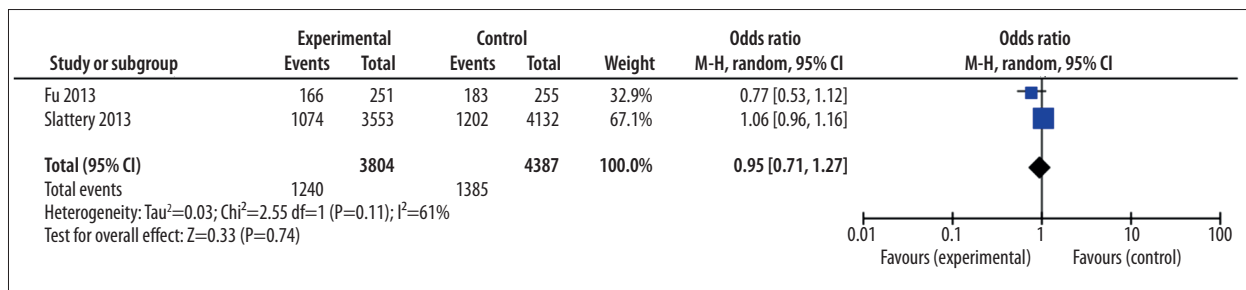 Experimental Control Odds ratio Odds ratio
Study or subgroup Events Total Events Total Weight M-H, random, 95% CI M-H, random, 95% CI
Fu 2013 166 251 183 255 32.9% 0.77 [0.53, 1.12]
Slattery 2013 1074 3553 1202 4132 67.1% 1.06 [0.96, 1.16]
Total (95% CI) 3804 4387 100.0% 0.95 [0.71, 1.27]
Total events 1240 1385
Heterogeneity: Tau²=0.03; Chi²=2.55 df=1 (P=0.11); I²=61%
Test for overall effect: Z=0.33 (P=0.74)
0.01 0.1 1 10 100
Favours (experimental) Favours (control)